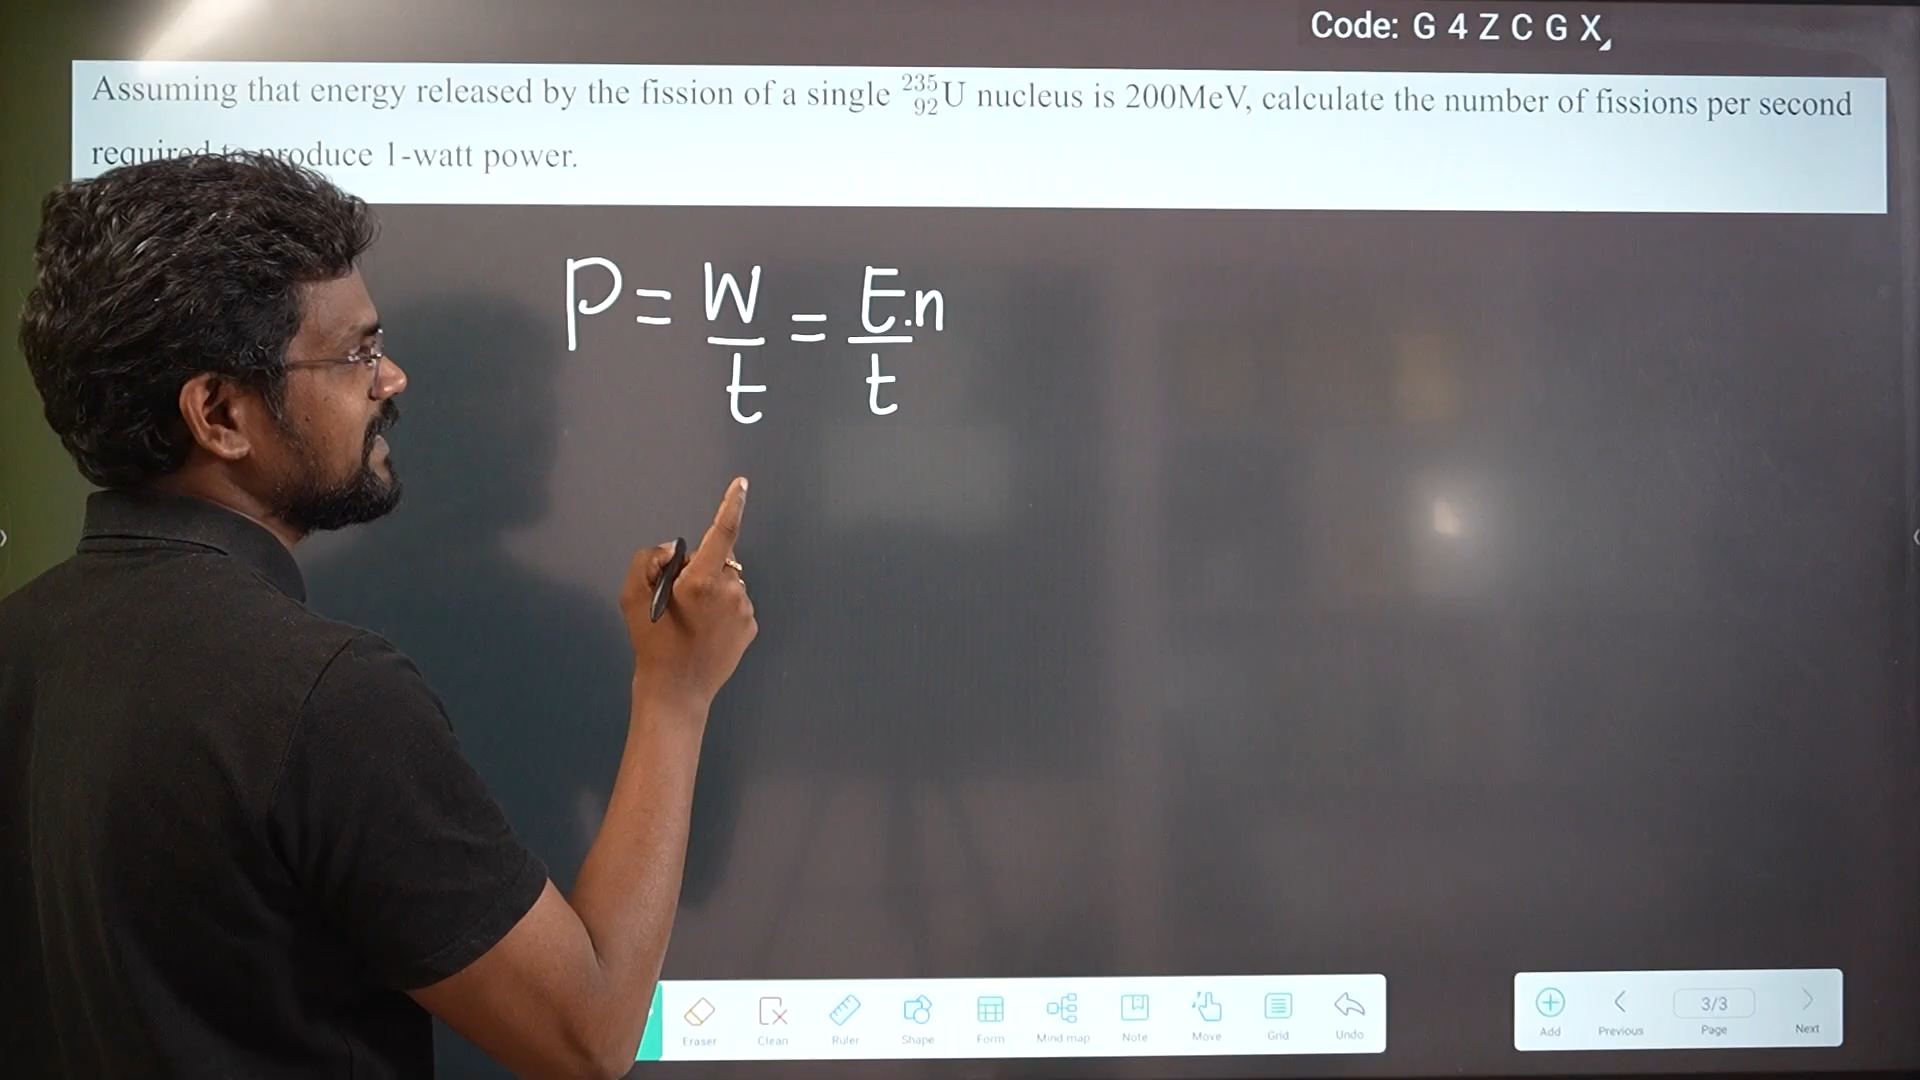 Code: G 4 Z C G X
Assuming that energy released by the fission of a single ²³⁵₉₂U nucleus is 200MeV, calculate the number of fissions per second
required to produce 1-watt power.
P = W/t = E.n/t
Eraser Clean Ruler Shape Form Mind map Note Move Grid Undo
Add Previous 3/3 Page Next